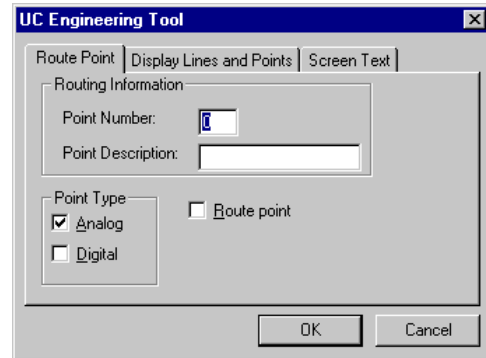 UC Engineering Tool
Route Point Display Lines and Points Screen Text
Routing Information
Point Number: 0
Point Description:
Point Type
Analog
Route point
Digital
OK Cancel